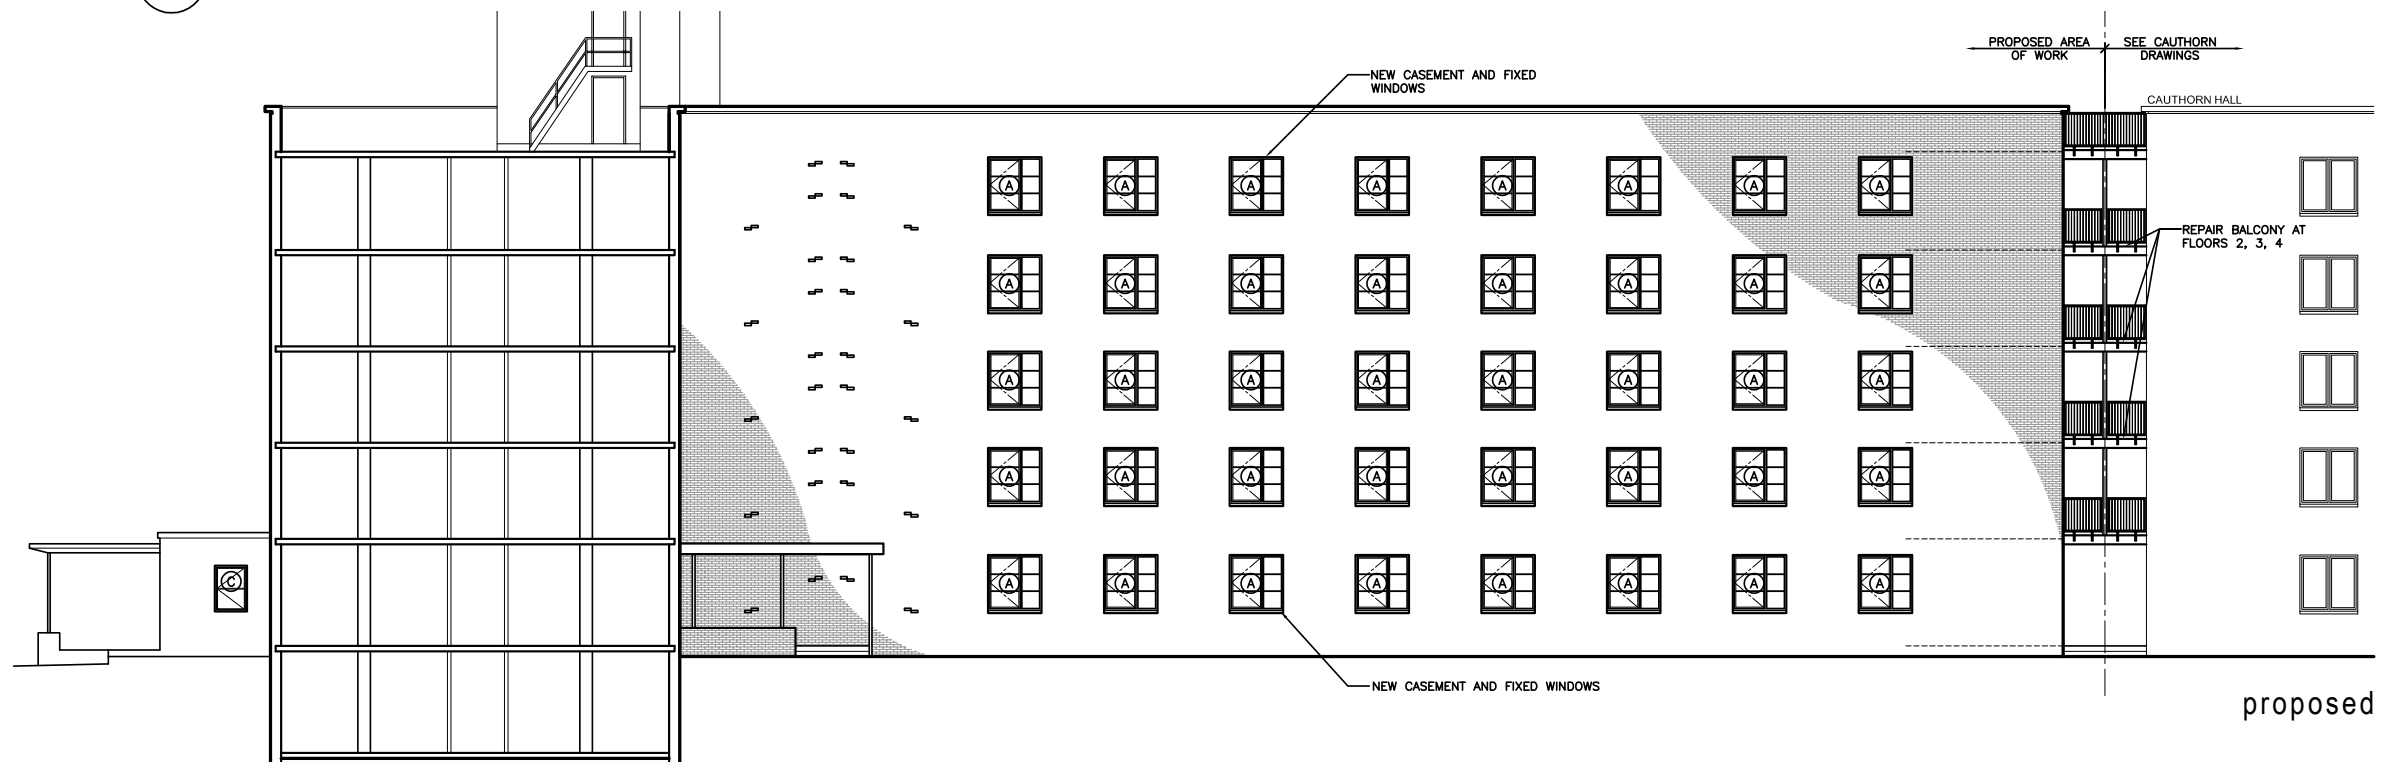 PROPOSED AREA
OF WORK
SEE CAUTHORN
DRAWINGS
NEW CASEMENT AND FIXED
WINDOWS
CAUTHORN HALL
A A A A A A A A
REPAIR BALCONY AT
FLOORS 2, 3, 4
A A A A A A A A
A A A A A A A A
A A A A A A A A
C
A A A A A A A A
NEW CASEMENT AND FIXED WINDOWS
proposed